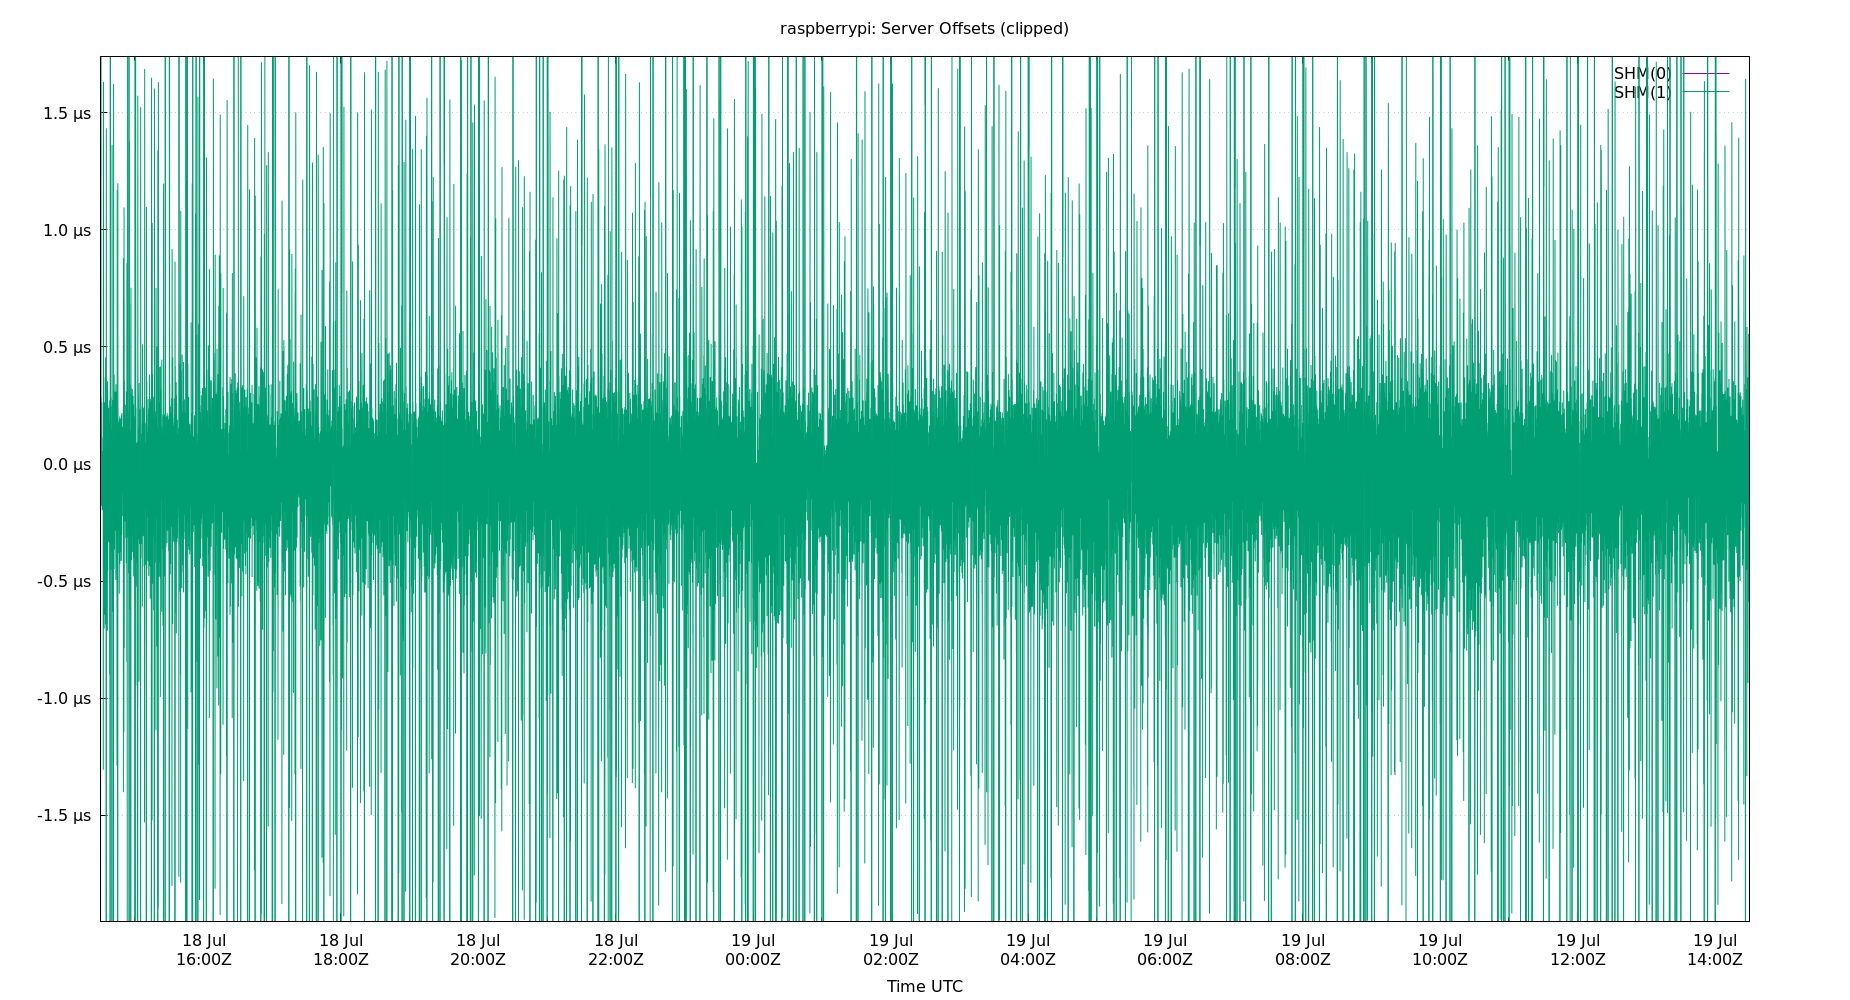 raspberrypi: Server Offsets (clipped)
SHM(0)
SHM(1)
1.5 µs
1.0 µs
0.5 µs
0.0 µs
-0.5 µs
-1.0 µs
-1.5 µs
18 Jul 18 Jul 18 Jul 18 Jul 19 Jul 19 Jul 19 Jul 19 Jul 19 Jul 19 Jul 19 Jul 19 Jul
16:00Z 18:00Z 20:00Z 22:00Z 00:00Z 02:00Z 04:00Z 06:00Z 08:00Z 10:00Z 12:00Z 14:00Z
Time UTC